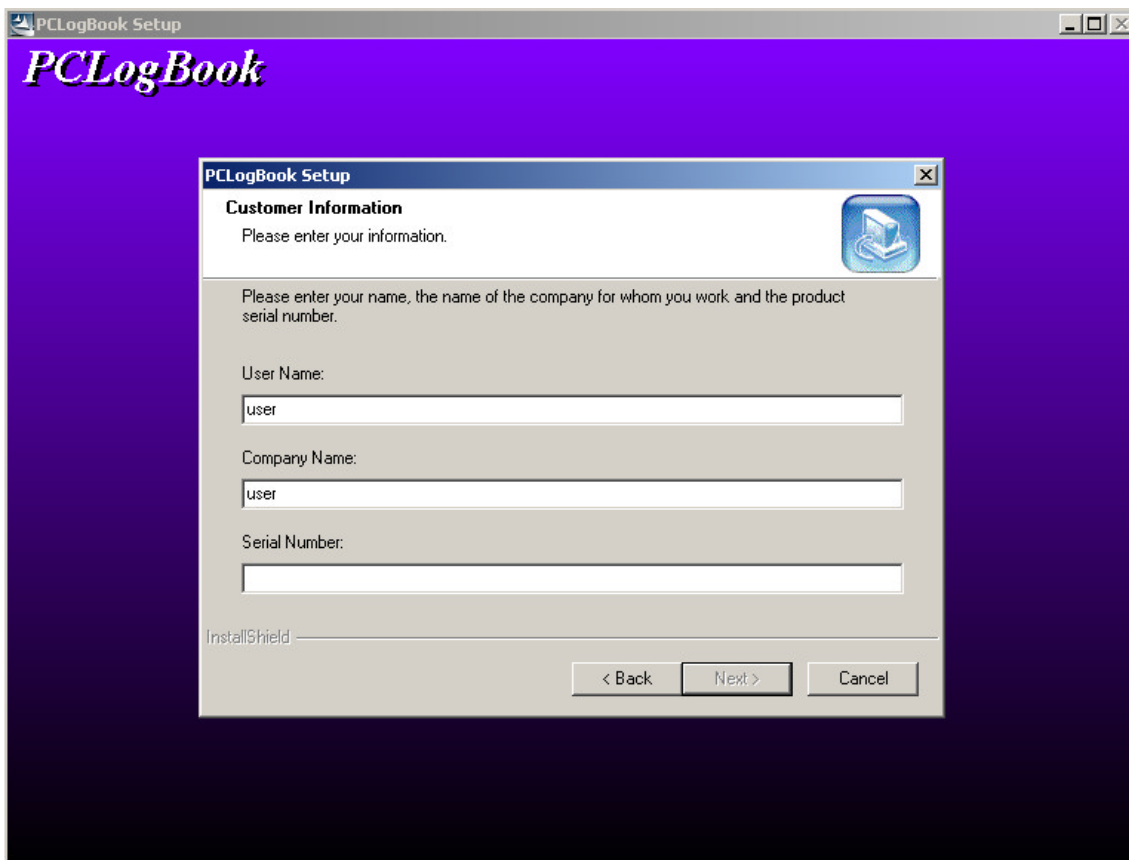 PCLogBook Setup
PCLogBook
PCLogBook Setup
Customer Information
Please enter your information.
Please enter your name, the name of the company for whom you work and the product
serial number.
User Name:
user
Company Name:
user
Serial Number:
InstallShield
< Back
Next >
Cancel